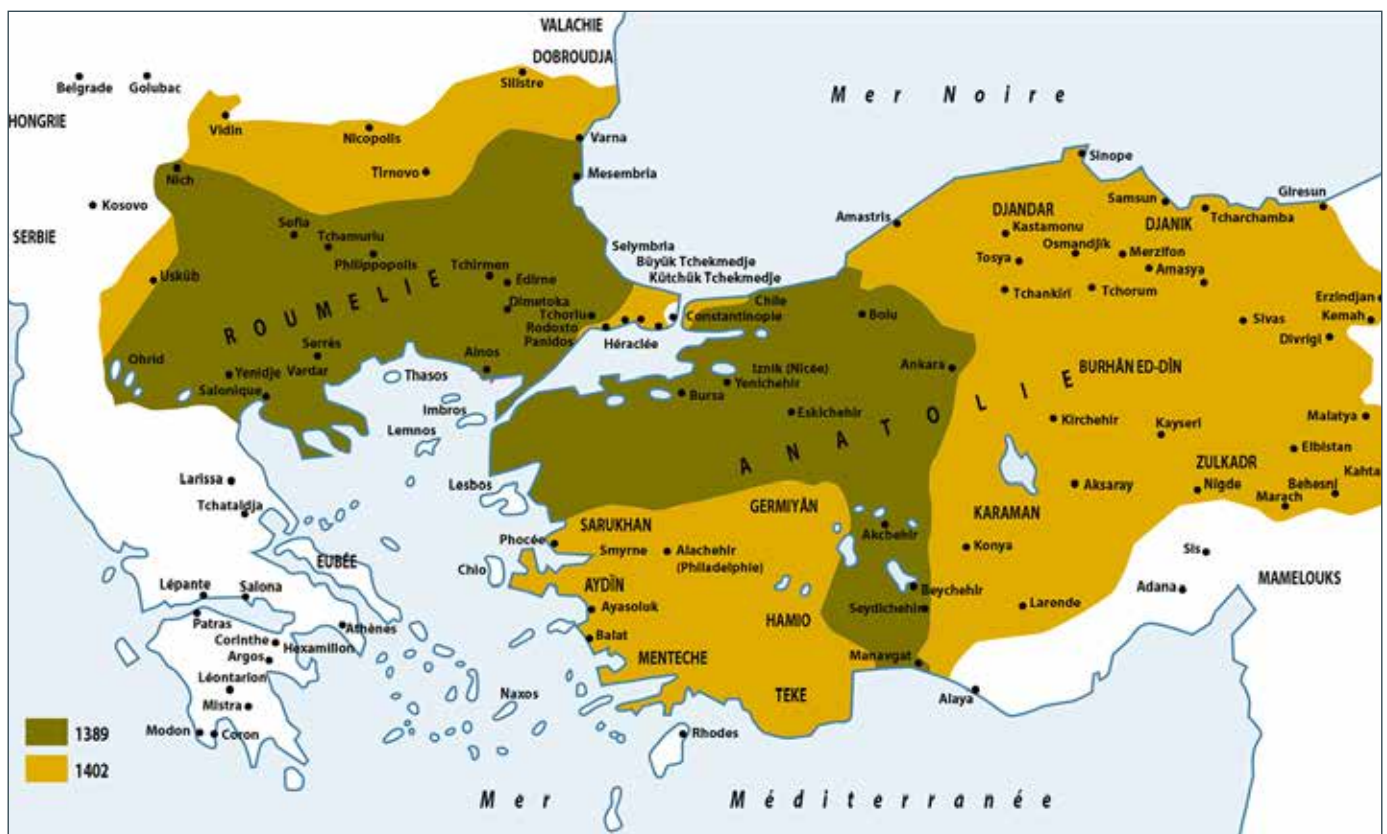 VALACHIE
DOBROUDJA
Belgrade
Golubac
Silistre
Mer Noire
HONGRIE
Vidin
Nicopolis
Varna
Tirnovo
Nich
Mesembria
Sinope
Kosovo
Samsun
Giresun
DJANDAR
DJANIK
Tcharchamba
SERBIE
Sofia
Amastris
Kastamonu
Tchamurlu
Selymbria
Osmandjik
Merzifon
Philippopolis
Büyük Tchekmedje
Tosya
Amasya
Usküb
Tchirmen
Edirne
Kütchük Tchekmedje
Tchankiri
Tchorum
ROUMELIE
Dimetoka
Chile
Erzindjan
Tchorlu
Constantinople
Bolu
Sivas
Kemah
Rodosto
Divrigi
Panidos
Héraclée
Ohrid
Serrès
Ainos
Iznik (Nicée)
Ankara
BURHÂN ED-DÎN
Yenidje
Vardar
Thasos
Yenichehir
Salonique
Bursa
Imbros
Eskichehir
Kirchehir
Malatya
Lemnos
ANATOLIE
Kayseri
Elbistan
Larissa
Lesbos
ZULKADR
Kahta
Aksaray
Nigde
Behesni
Tchataldja
GERMIYÂN
Marach
SARUKHAN
KARAMAN
Akchehir
Phocée
Smyrne
Alachehir
Konya
Sis
EUBÉE
Chio
(Philadelphie)
MAMELOUKS
Lépante
Salona
AYDÎN
Beychehir
Adana
Patras
Ayasoluk
Seydichehir
Larende
Athènes
HAMIO
Corinthe
Hexamilion
Balat
Argos
MENTECHE
Manavgat
Léontarion
Naxos
TEKE
Alaya
Mistra
1389
Modon
Coron
Rhodes
1402
Mer Méditerranée